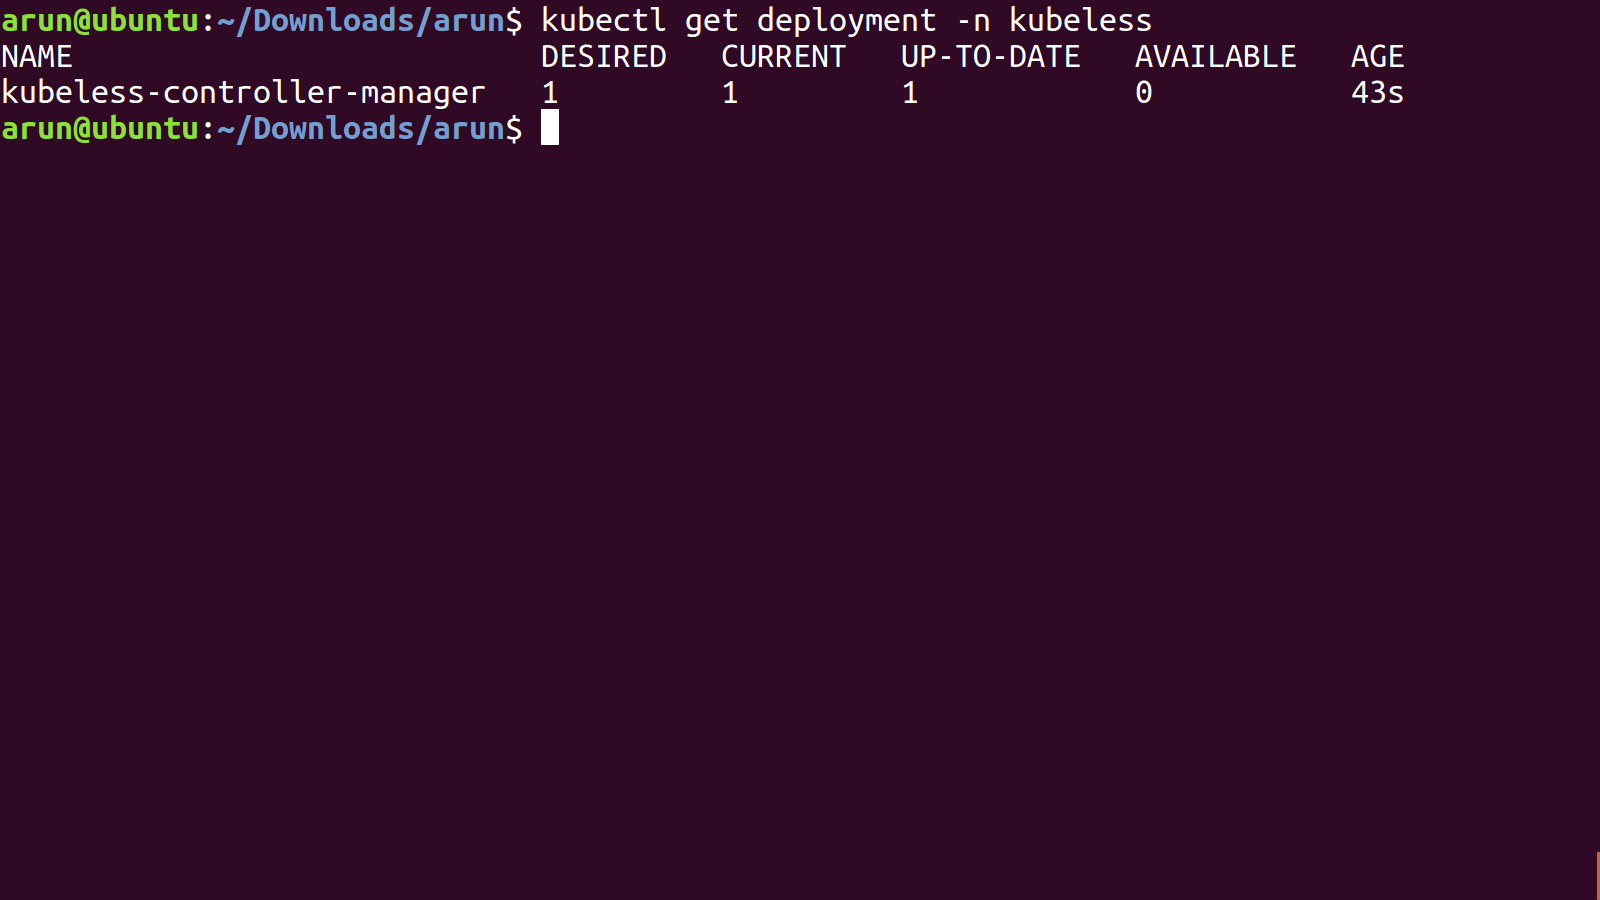 arun@ubuntu:~/Downloads/arun$ kubectl get deployment -n kubeless
NAME                          DESIRED   CURRENT   UP-TO-DATE   AVAILABLE   AGE
kubeless-controller-manager   1         1         1            0           43s
arun@ubuntu:~/Downloads/arun$